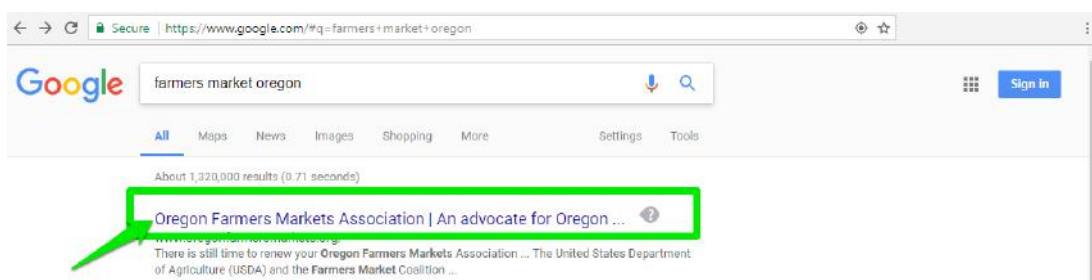 Secure https://www.google.com/#q=farmers+market+oregon
Google farmers market oregon Sign in
All Maps News Images Shopping More Settings Tools
About 1,320,000 results (0.71 seconds)
Oregon Farmers Markets Association | An advocate for Oregon ... ?
www.oregonfarmersmarkets.org/
There is still time to renew your Oregon Farmers Markets Association ... The United States Department
of Agriculture (USDA) and the Farmers Market Coalition ...